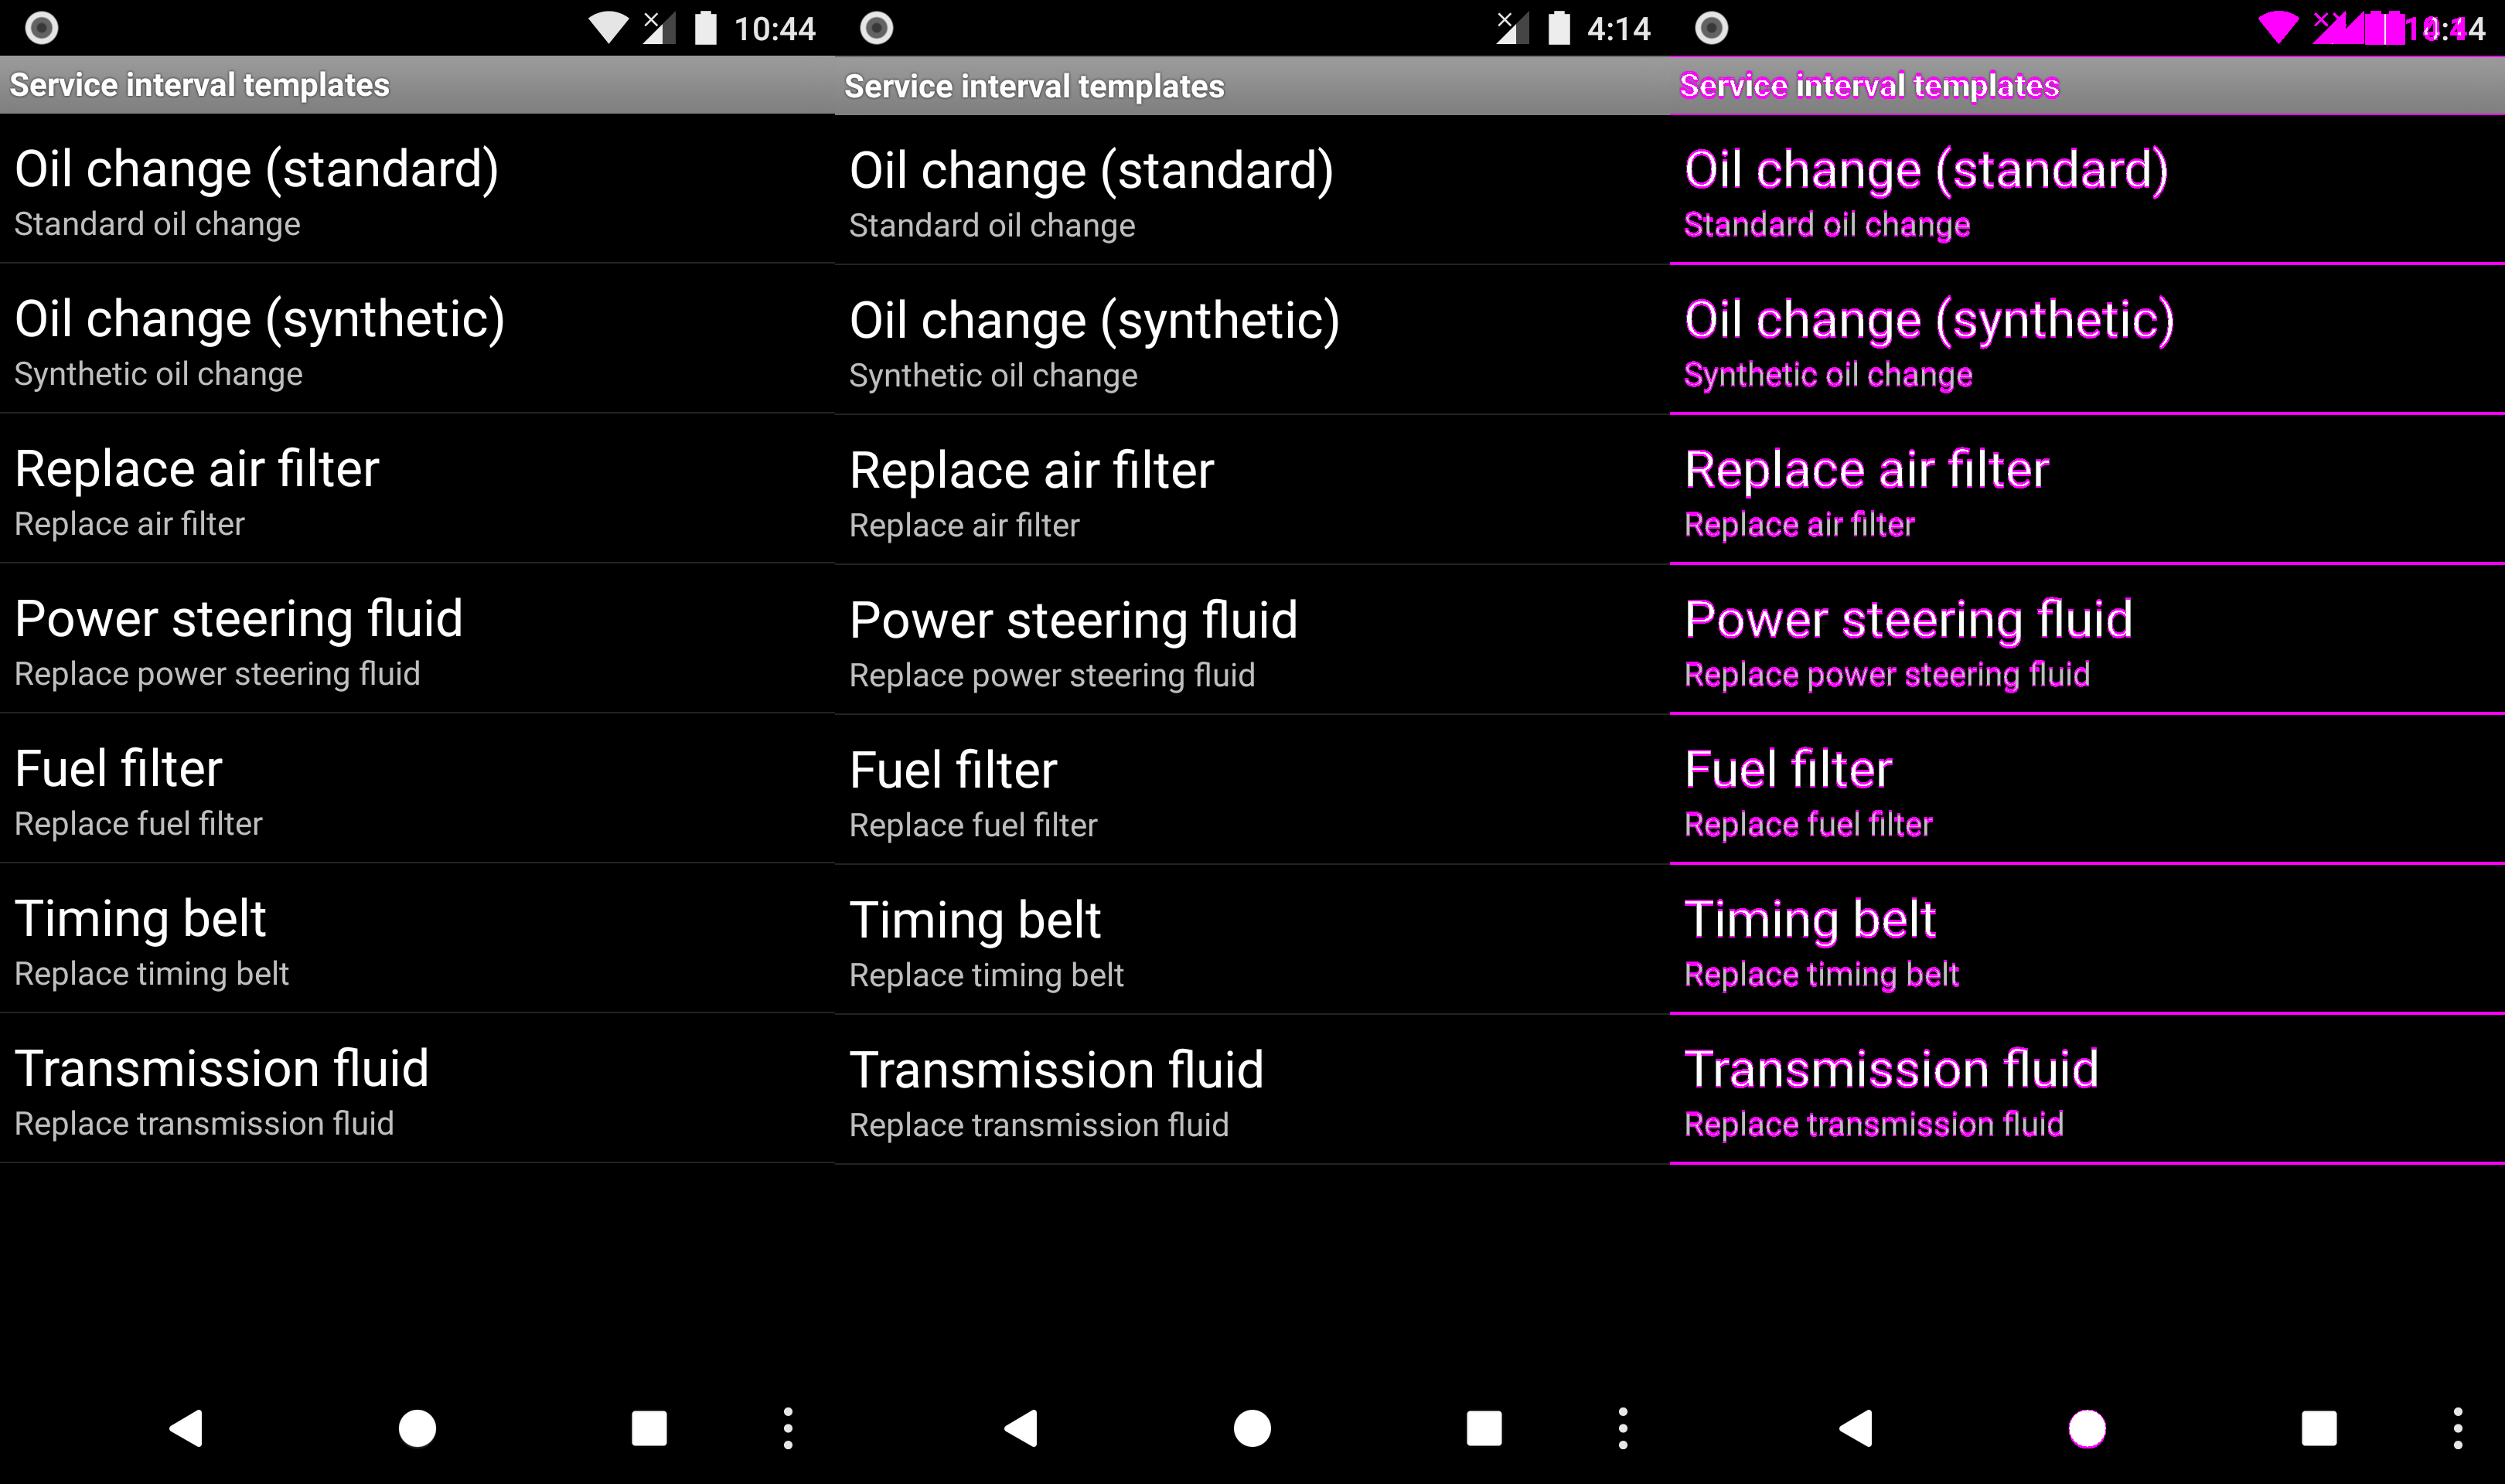 10:44
Service interval templates
Oil change (standard)
Standard oil change
Oil change (synthetic)
Synthetic oil change
Replace air filter
Replace air filter
Power steering fluid
Replace power steering fluid
Fuel filter
Replace fuel filter
Timing belt
Replace timing belt
Transmission fluid
Replace transmission fluid
4:14
Service interval templates
Oil change (standard)
Standard oil change
Oil change (synthetic)
Synthetic oil change
Replace air filter
Replace air filter
Power steering fluid
Replace power steering fluid
Fuel filter
Replace fuel filter
Timing belt
Replace timing belt
Transmission fluid
Replace transmission fluid
Service interval templates
Oil change (standard)
Standard oil change
Oil change (synthetic)
Synthetic oil change
Replace air filter
Replace air filter
Power steering fluid
Replace power steering fluid
Fuel filter
Replace fuel filter
Timing belt
Replace timing belt
Transmission fluid
Replace transmission fluid